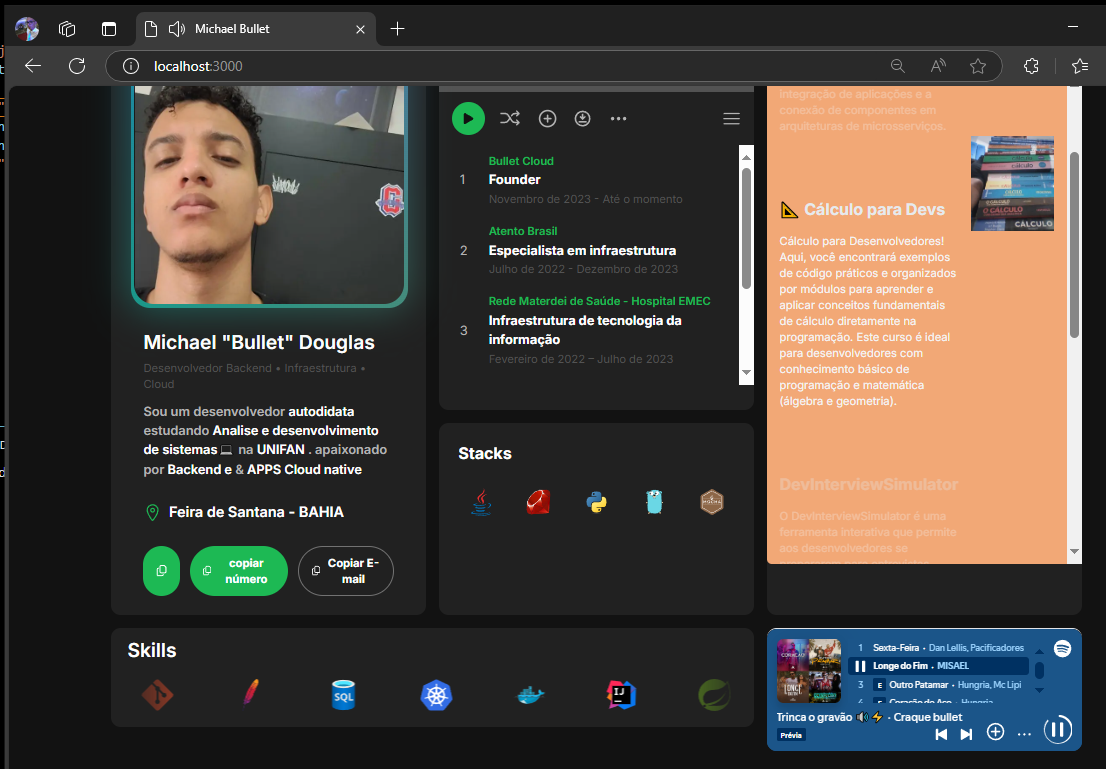 Michael Bullet
localhost:3000
Michael "Bullet" Douglas
Desenvolvedor Backend • Infraestrutura •
Cloud
Sou um desenvolvedor autodidata
estudando Analise e desenvolvimento
de sistemas 💻 na UNIFAN . apaixonado
por Backend e & APPS Cloud native
Feira de Santana - BAHIA
copiar
número
Copiar E-
mail
Bullet Cloud
1 Founder
Novembro de 2023 - Até o momento
Atento Brasil
2 Especialista em infraestrutura
Julho de 2022 - Dezembro de 2023
Rede Materdei de Saúde - Hospital EMEC
3 Infraestrutura de tecnologia da
informação
Fevereiro de 2022 – Julho de 2023
Stacks
integração de aplicações e a
conexão de componentes em
arquiteturas de microsserviços.
CÁLCULO
📐 Cálculo para Devs
Cálculo para Desenvolvedores!
Aqui, você encontrará exemplos
de código práticos e organizados
por módulos para aprender e
aplicar conceitos fundamentais
de cálculo diretamente na
programação. Este curso é ideal
para desenvolvedores com
conhecimento básico de
programação e matemática
(álgebra e geometria).
DevInterviewSimulator
O DevInterviewSimulator é uma
ferramenta interativa que permite
aos desenvolvedores se
Skills
SQL
IJ
1 Sexta-Feira • Dan Lellis, Pacificadores
Longe do Fim • MISAEL
3 E Outro Patamar • Hungria, Mc Lipi
4 E Coração de Aço • Hungria
Trinca o gravão 🔊⚡ • Craque bullet
Prévia